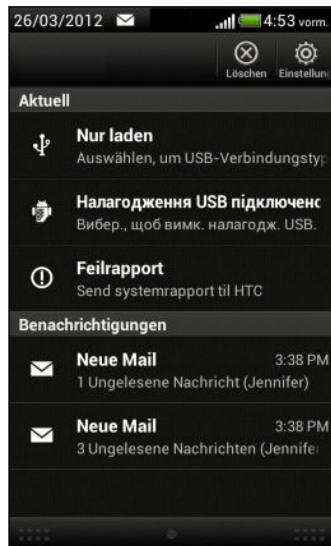 26/03/2012 4:53 vorm.
Löschen Einstellun
Aktuell
Nur laden
Auswählen, um USB-Verbindungstyp
Налагодження USB підключенс
Вибер., щоб вимк. налагодж. USB.
Feilrapport
Send systemrapport til HTC
Benachrichtigungen
Neue Mail 3:38 PM
1 Ungelesene Nachricht (Jennifer)
Neue Mail 3:38 PM
3 Ungelesene Nachrichten (Jennife